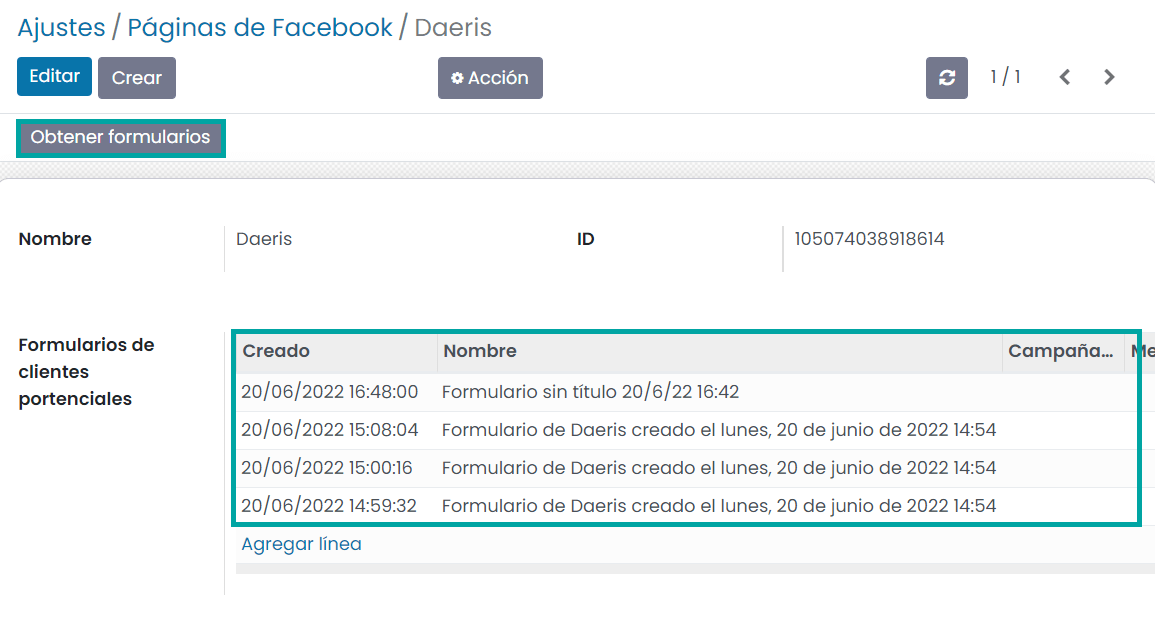 Ajustes / Páginas de Facebook / Daeris
Editar Crear Acción 1 / 1
Obtener formularios
Nombre Daeris ID 105074038918614
Formularios de
clientes
portenciales
Creado Nombre Campaña... Me
20/06/2022 16:48:00 Formulario sin título 20/6/22 16:42
20/06/2022 15:08:04 Formulario de Daeris creado el lunes, 20 de junio de 2022 14:54
20/06/2022 15:00:16 Formulario de Daeris creado el lunes, 20 de junio de 2022 14:54
20/06/2022 14:59:32 Formulario de Daeris creado el lunes, 20 de junio de 2022 14:54
Agregar línea